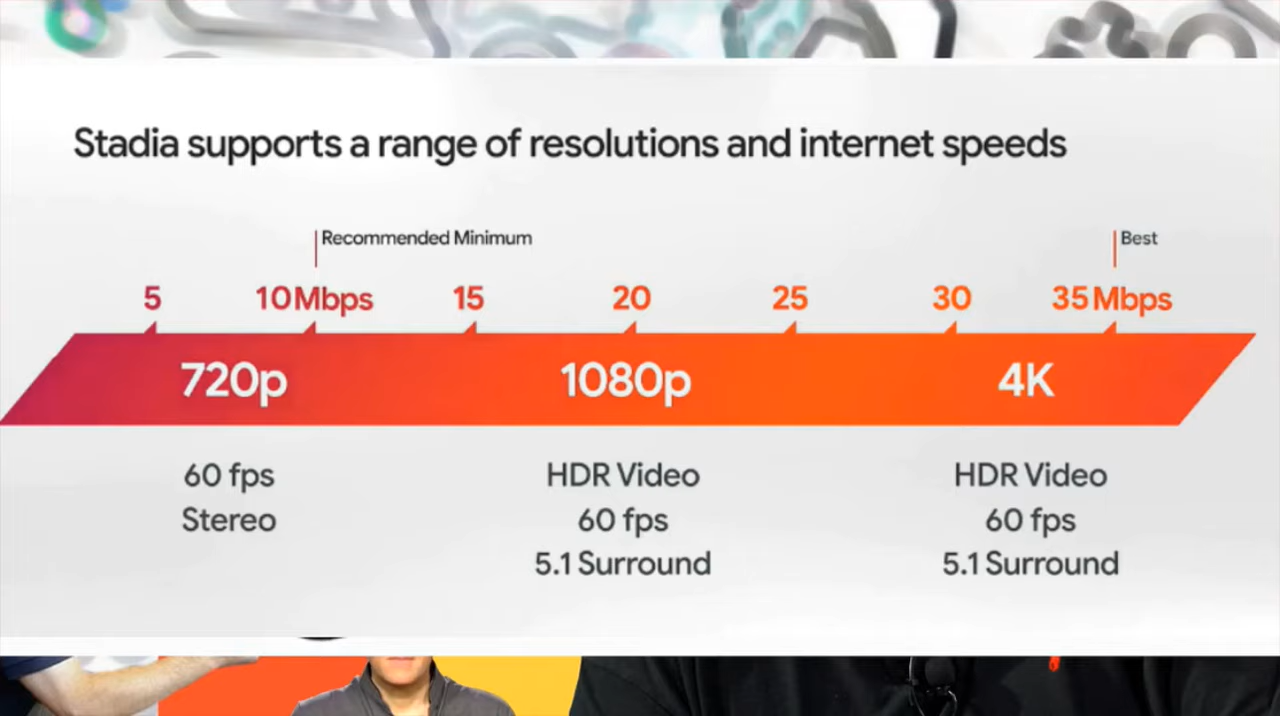 Stadia supports a range of resolutions and internet speeds
Recommended Minimum
Best
5
10 Mbps
15
20
25
30
35 Mbps
720p
1080p
4K
60 fps
Stereo
HDR Video
60 fps
5.1 Surround
HDR Video
60 fps
5.1 Surround